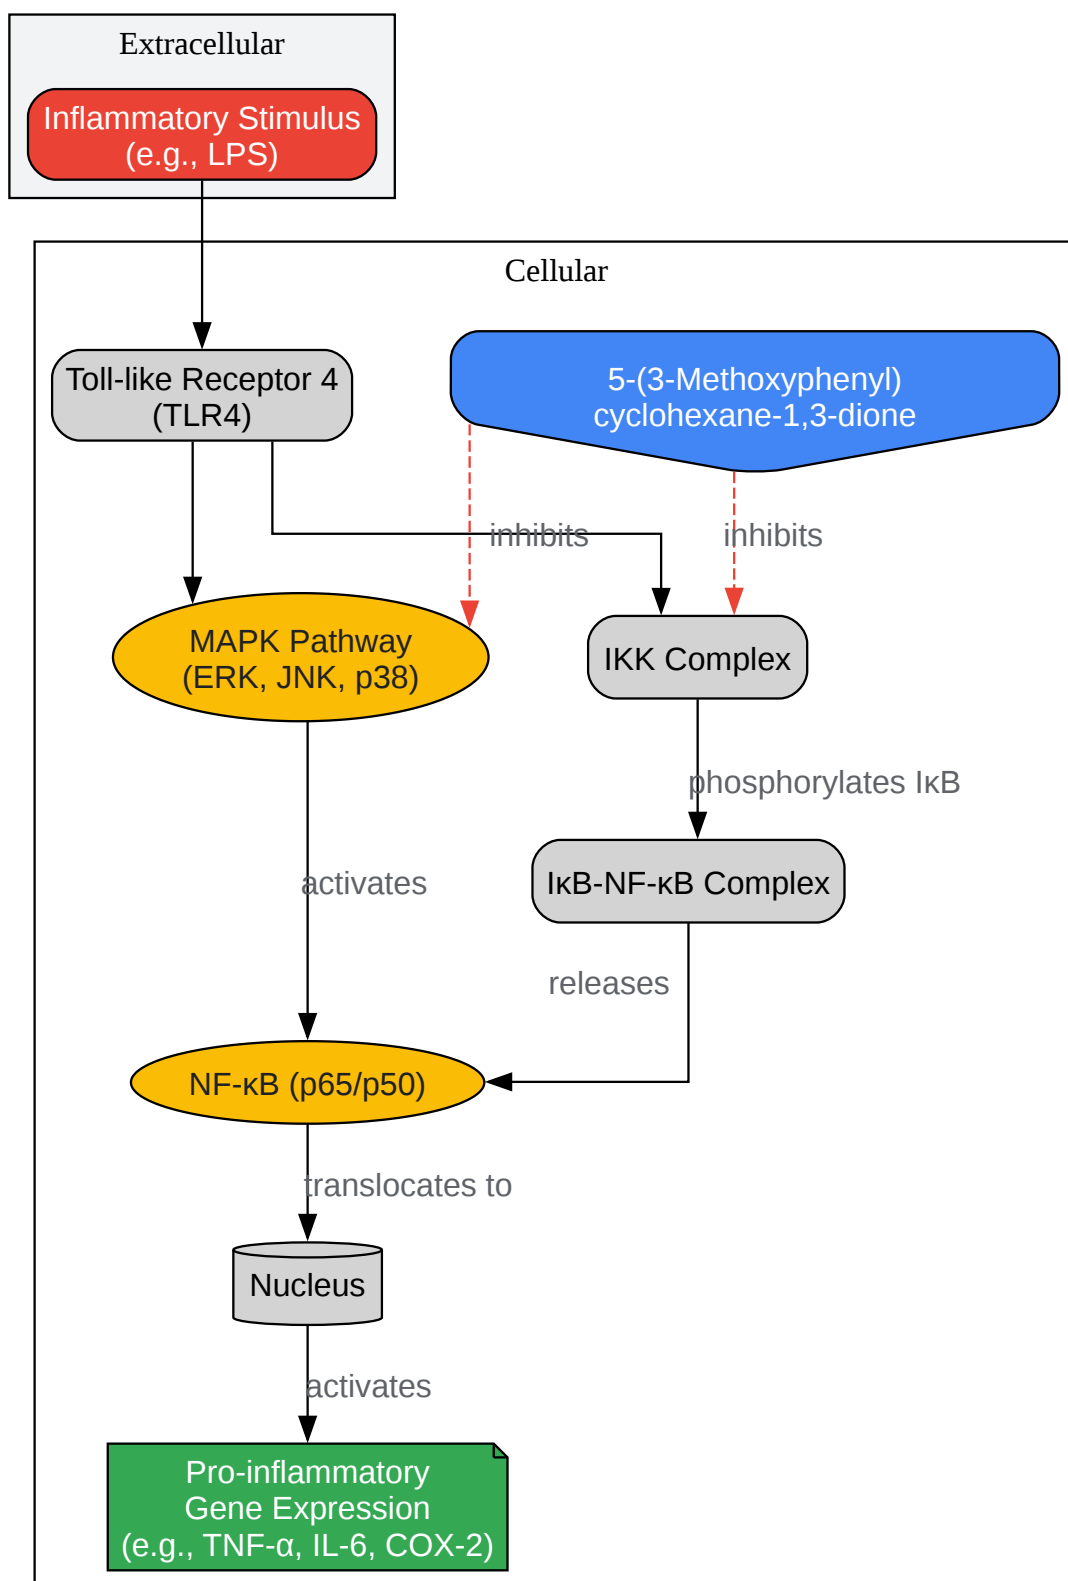 Extracellular
Inflammatory Stimulus
(e.g., LPS)
Cellular
Toll-like Receptor 4
(TLR4)
5-(3-Methoxyphenyl)
cyclohexane-1,3-dione
inhibits
inhibits
MAPK Pathway
(ERK, JNK, p38)
IKK Complex
phosphorylates IκB
activates
IκB-NF-κB Complex
releases
NF-κB (p65/p50)
translocates to
Nucleus
activates
Pro-inflammatory
Gene Expression
(e.g., TNF-α, IL-6, COX-2)